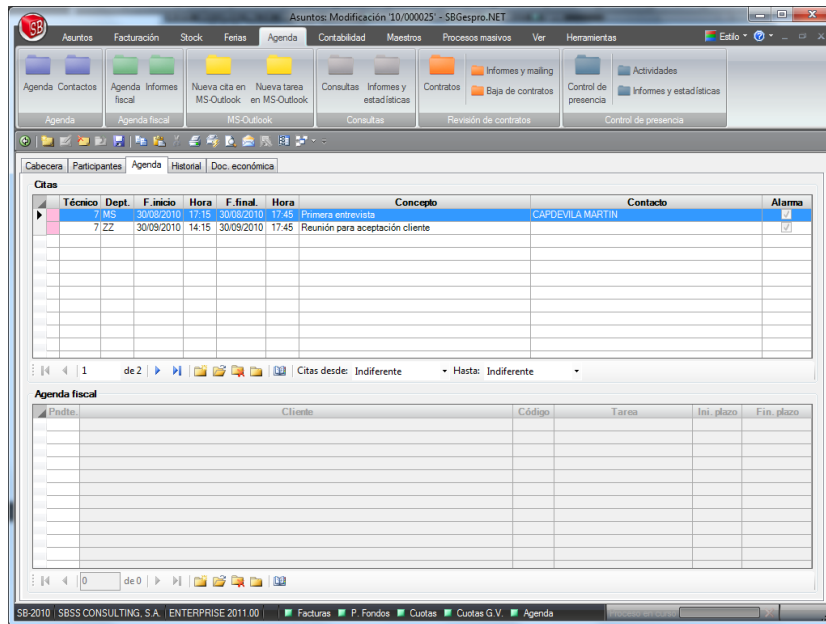 Asuntos: Modificación '10/000025' - SBGespro.NET
SB
Asuntos Facturación Stock Ferias Agenda Contabilidad Maestros Procesos masivos Ver Herramientas Estilo
Agenda Contactos
Agenda fiscal Informes
Nueva cita en MS-Outlook Nueva tarea en MS-Outlook
Consultas Informes y estadísticas
Contratos Informes y mailing
Baja de contratos
Control de presencia Actividades
Informes y estadísticas
Agenda Agenda fiscal MS-Outlook Consultas Revisión de contratos Control de presencia
Cabecera Participantes Agenda Historial Doc. económica
Citas
Técnico Dept. F.inicio Hora F.final. Hora Concepto Contacto Alarma
7 MS 30/08/2010 17:15 30/08/2010 17:45 Primera entrevista CAPDEVILA MARTIN
7 ZZ 30/09/2010 14:15 30/09/2010 17:45 Reunión para aceptación cliente
1 de 2 Citas desde: Indiferente Hasta: Indiferente
Agenda fiscal
Pndte. Cliente Código Tarea Ini. plazo Fin. plazo
0 de 0
SB-2010 SBSS CONSULTING, S.A. ENTERPRISE 2011.00 Facturas P. Fondos Cuotas Cuotas G.V. Agenda Proceso en curso